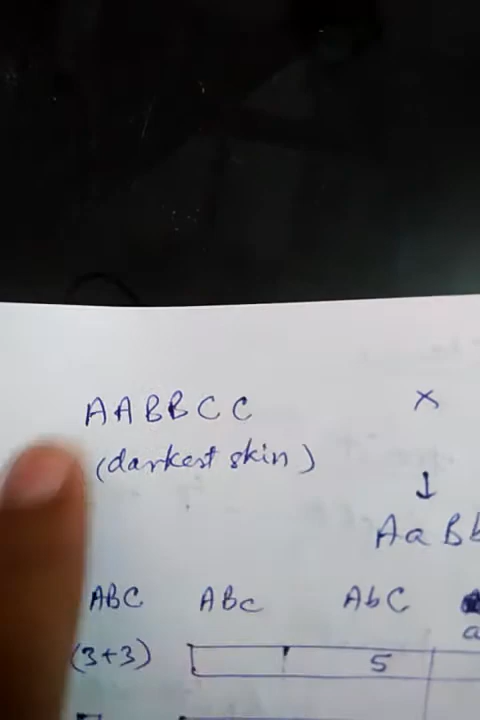 AABBCC ×
(darkest skin) ↓
AaBb
ABC ABc AbC a
(3+3) 5